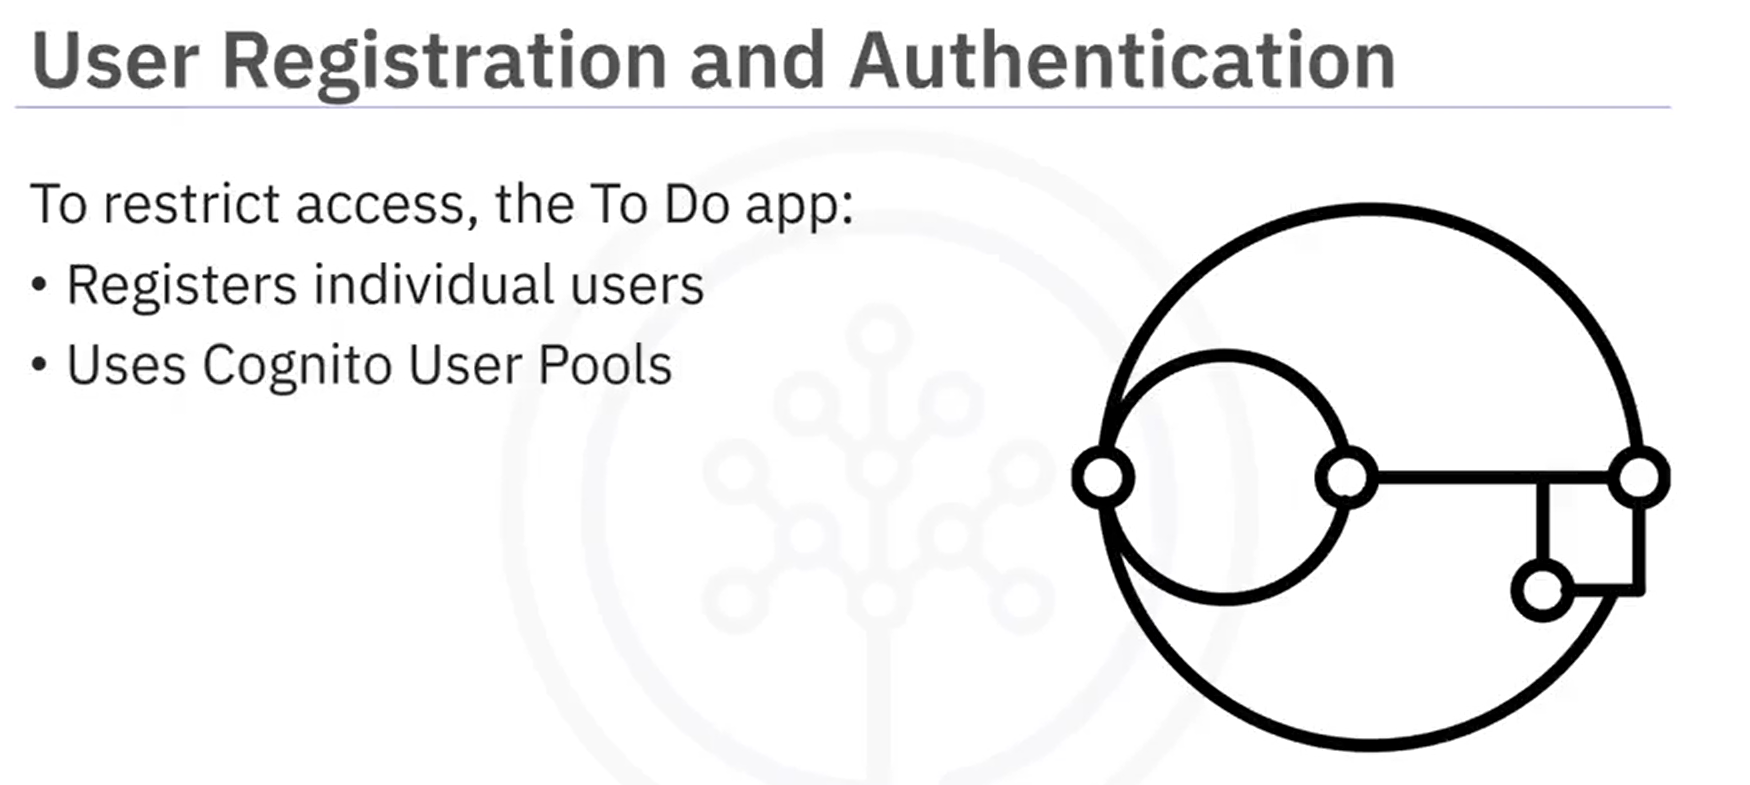 User Registration and Authentication
To restrict access, the To Do app:
• Registers individual users
• Uses Cognito User Pools